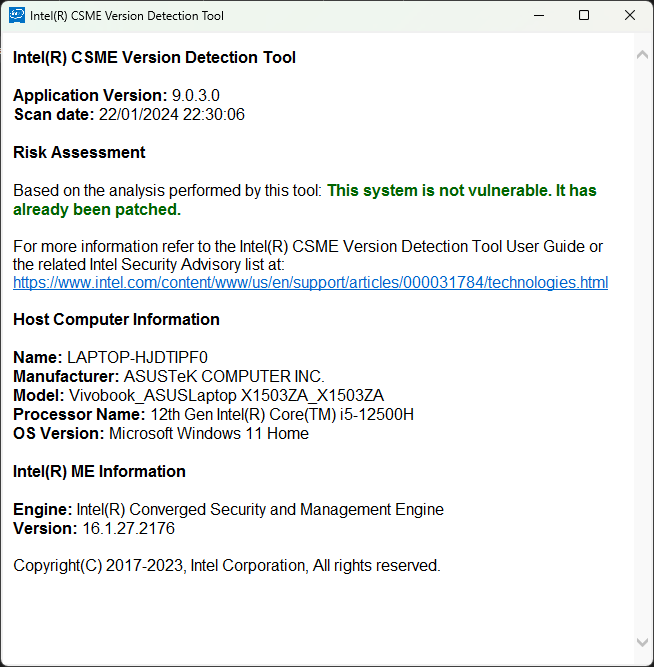 Intel(R) CSME Version Detection Tool
Intel(R) CSME Version Detection Tool
Application Version: 9.0.3.0
Scan date: 22/01/2024 22:30:06
Risk Assessment
Based on the analysis performed by this tool: This system is not vulnerable. It has
already been patched.
For more information refer to the Intel(R) CSME Version Detection Tool User Guide or
the related Intel Security Advisory list at:
https://www.intel.com/content/www/us/en/support/articles/000031784/technologies.html
Host Computer Information
Name: LAPTOP-HJDTIPF0
Manufacturer: ASUSTeK COMPUTER INC.
Model: Vivobook_ASUSLaptop X1503ZA_X1503ZA
Processor Name: 12th Gen Intel(R) Core(TM) i5-12500H
OS Version: Microsoft Windows 11 Home
Intel(R) ME Information
Engine: Intel(R) Converged Security and Management Engine
Version: 16.1.27.2176
Copyright(C) 2017-2023, Intel Corporation, All rights reserved.